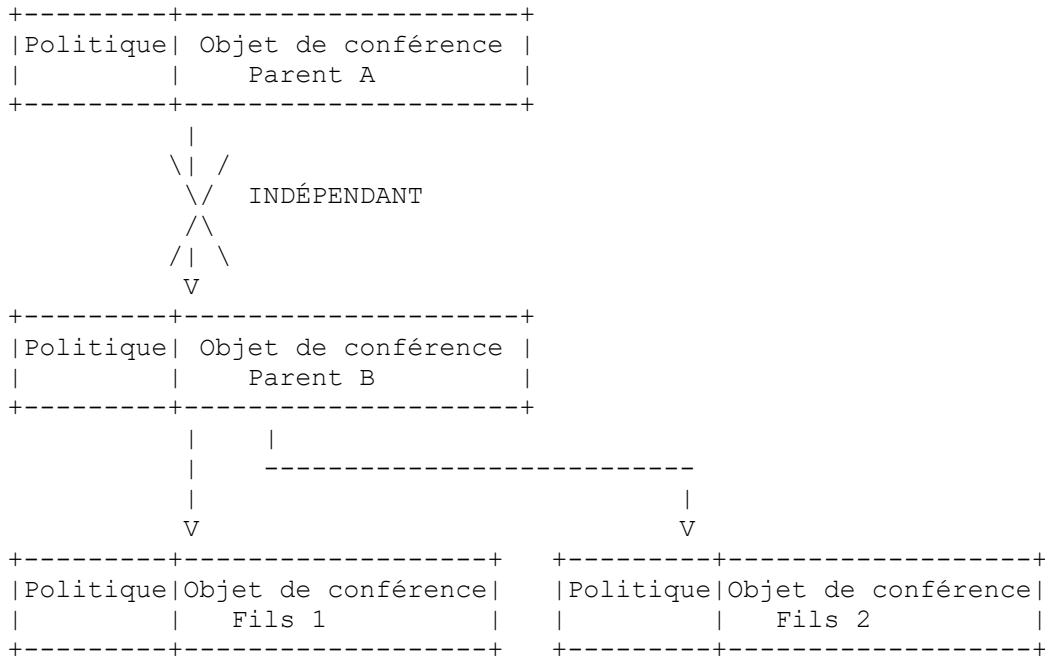 Politique Objet de conférence
Parent A
INDÉPENDANT
Politique Objet de conférence
Parent B
Politique Objet de conférence Politique Objet de conférence
Fils 1 Fils 2